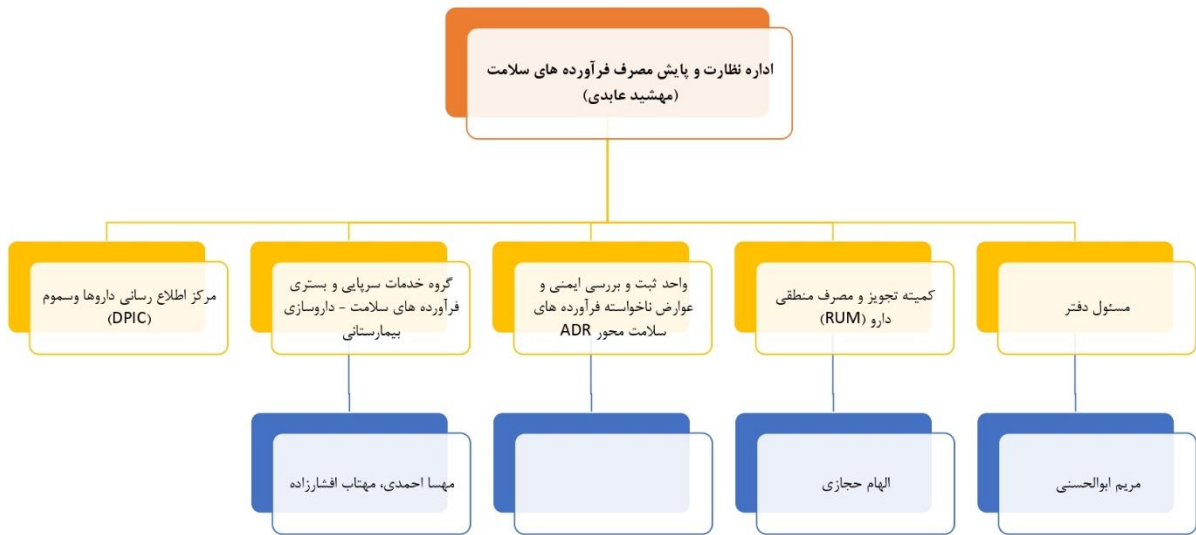 اداره نظارت و پایش مصرف فرآورده های سلامت
(مهشید عابدی)
مسئول دفتر
کمیته تجویز و مصرف منطقی
دارو (RUM)
واحد ثبت و بررسی ایمنی و
عوارض ناخواسته فرآورده های
سلامت محور ADR
گروه خدمات سرپایی و بستری
فرآورده های سلامت - داروسازی
بیمارستانی
مرکز اطلاع رسانی داروها وسموم
(DPIC)
مریم ابوالحسنی
الهام حجازی
مهسا احمدی، مهتاب افشارزاده